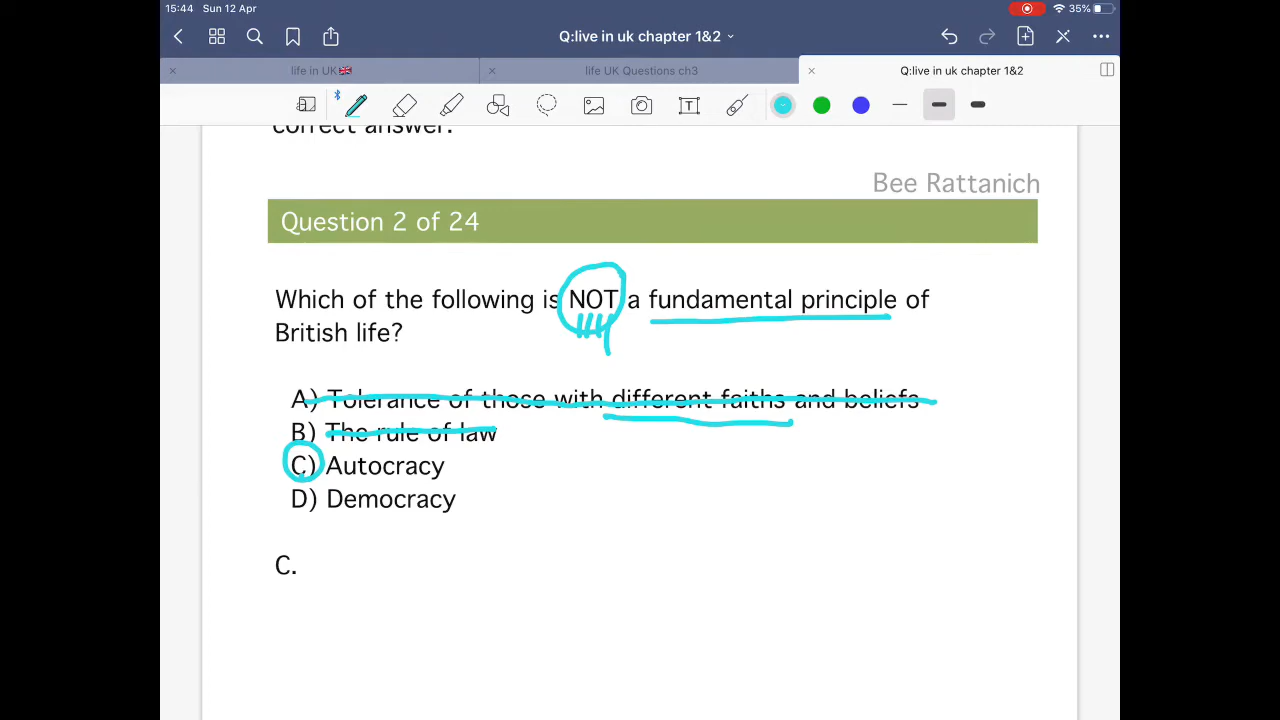 15:44 Sun 12 Apr
35%
Q:live in uk chapter 1&2
life in UK🇬🇧
life UK Questions ch3
Q:live in uk chapter 1&2
correct answer.
Bee Rattanich
Question 2 of 24
Which of the following is NOT a fundamental principle of
British life?
A) Tolerance of those with different faiths and beliefs
B) The rule of law
C) Autocracy
D) Democracy
C.